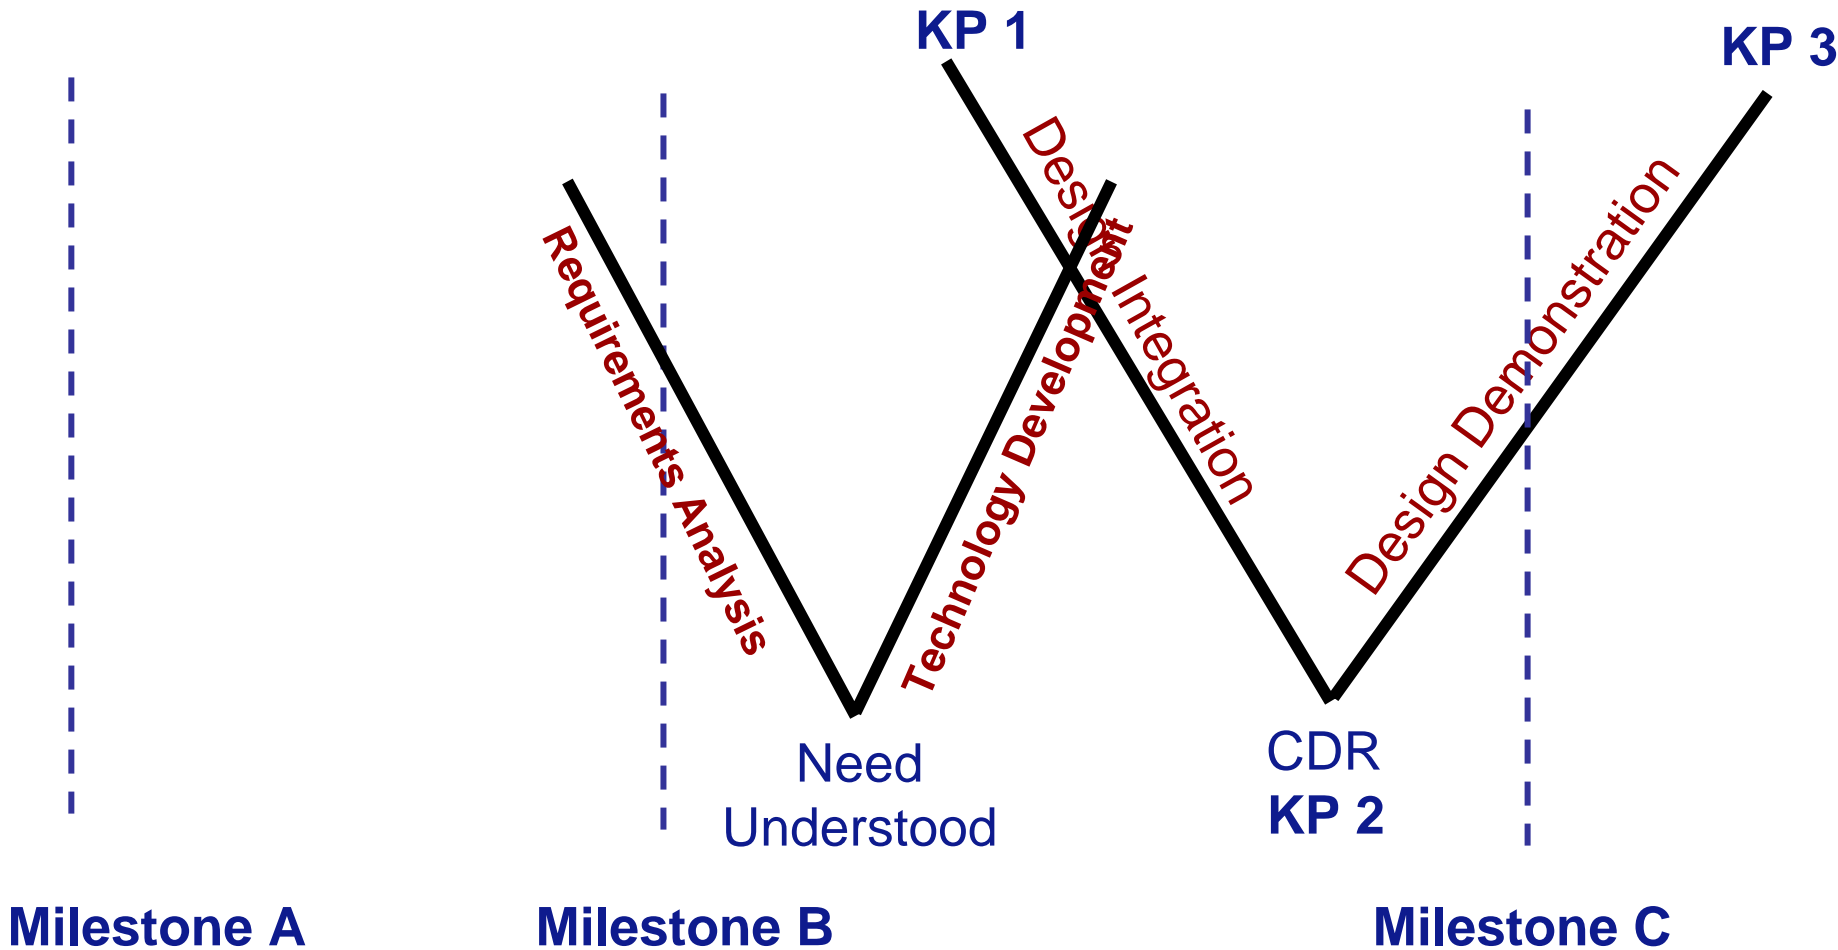 KP 1
KP 3
Requirements Analysis
Technology Development
Design Integration
Design Demonstration
Need
Understood
CDR
KP 2
Milestone A
Milestone B
Milestone C